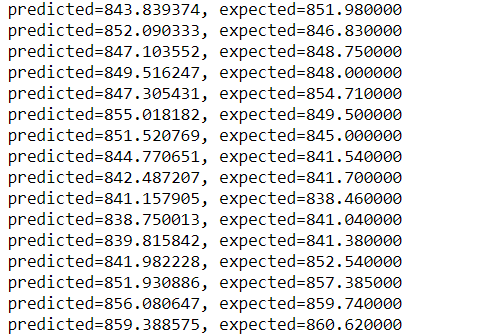 predicted=843.839374, expected=851.980000
predicted=852.090333, expected=846.830000
predicted=847.103552, expected=848.750000
predicted=849.516247, expected=848.000000
predicted=847.305431, expected=854.710000
predicted=855.018182, expected=849.500000
predicted=851.520769, expected=845.000000
predicted=844.770651, expected=841.540000
predicted=842.487207, expected=841.700000
predicted=841.157905, expected=838.460000
predicted=838.750013, expected=841.040000
predicted=839.815842, expected=841.380000
predicted=841.982228, expected=852.540000
predicted=851.930886, expected=857.385000
predicted=856.080647, expected=859.740000
predicted=859.388575, expected=860.620000